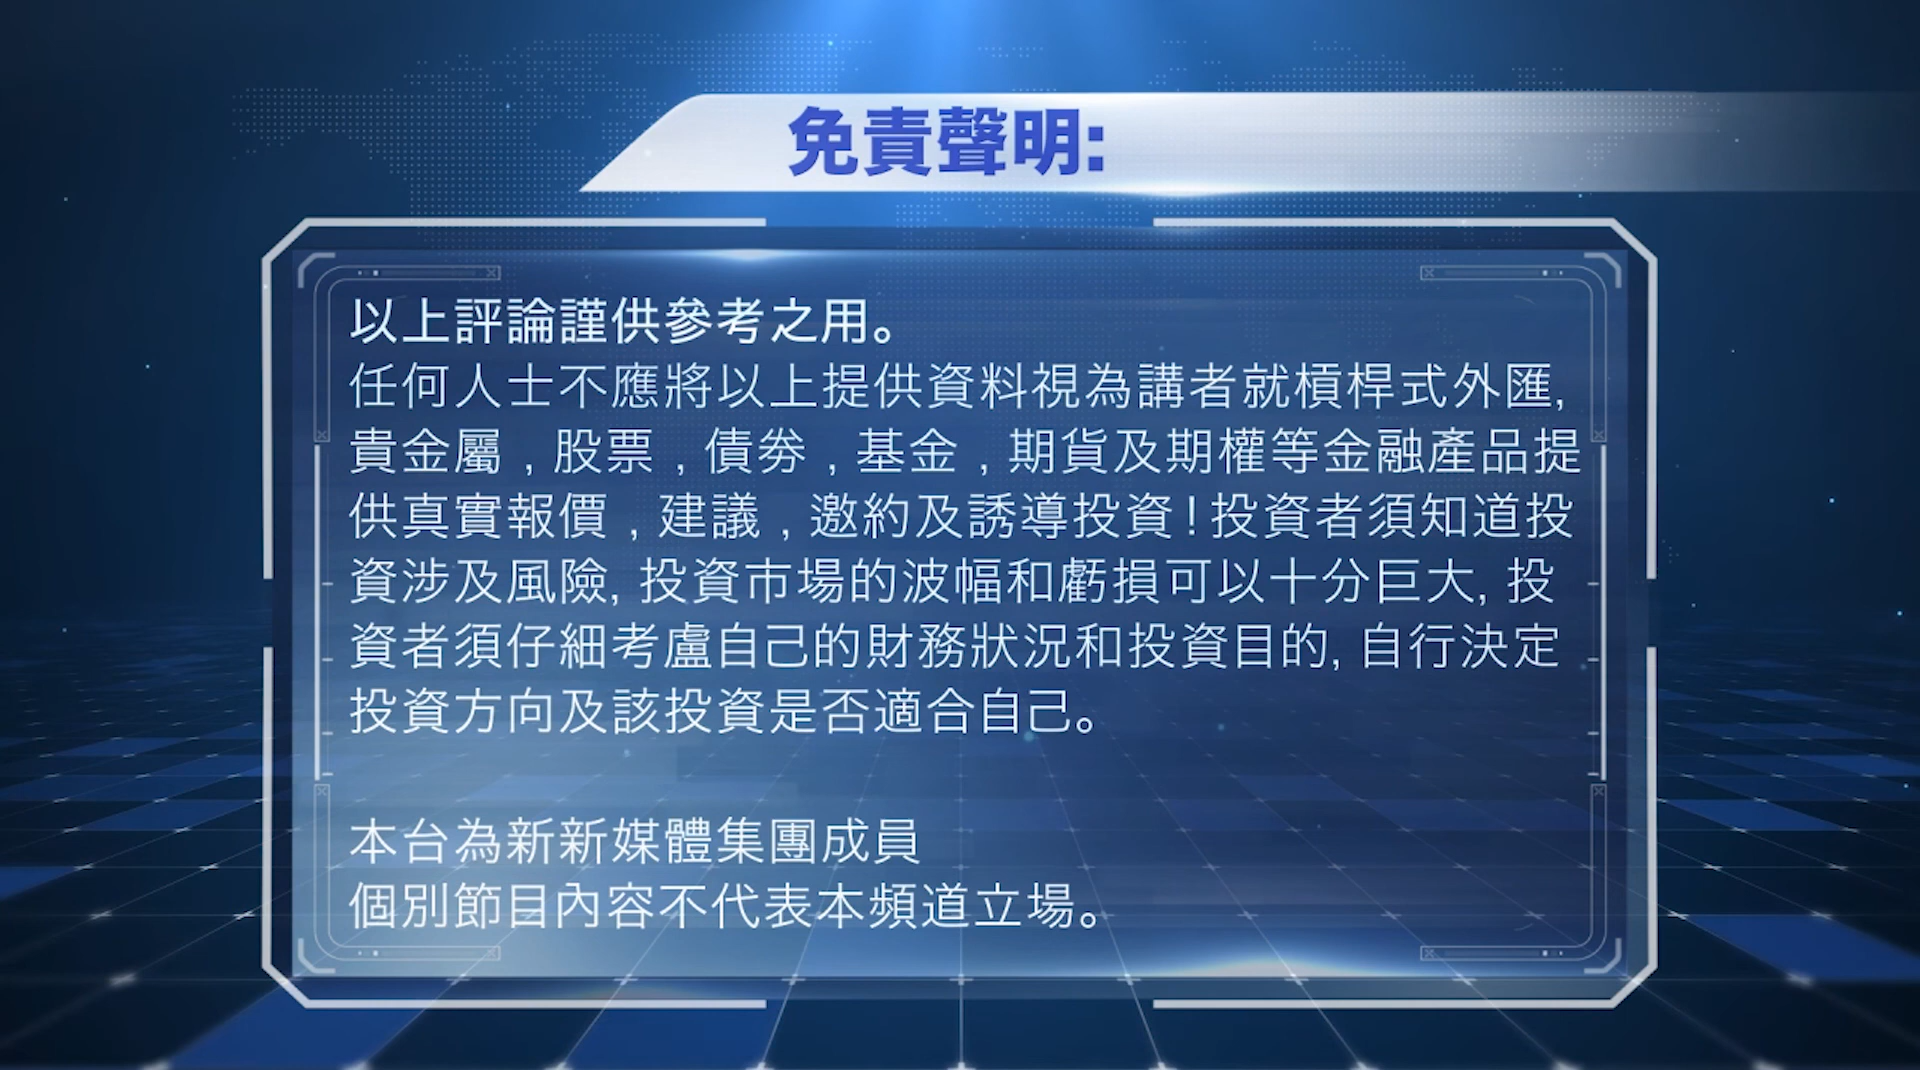 免責聲明:
以上評論謹供參考之用。
任何人士不應將以上提供資料視為講者就槓桿式外匯,
貴金屬,股票,債券,基金,期貨及期權等金融產品提
供真實報價,建議,邀約及誘導投資!投資者須知道投
資涉及風險,投資市場的波幅和虧損可以十分巨大,投
資者須仔細考盧自己的財務狀況和投資目的,自行決定
投資方向及該投資是否適合自己。
本台為新新媒體集團成員
個別節目內容不代表本頻道立場。